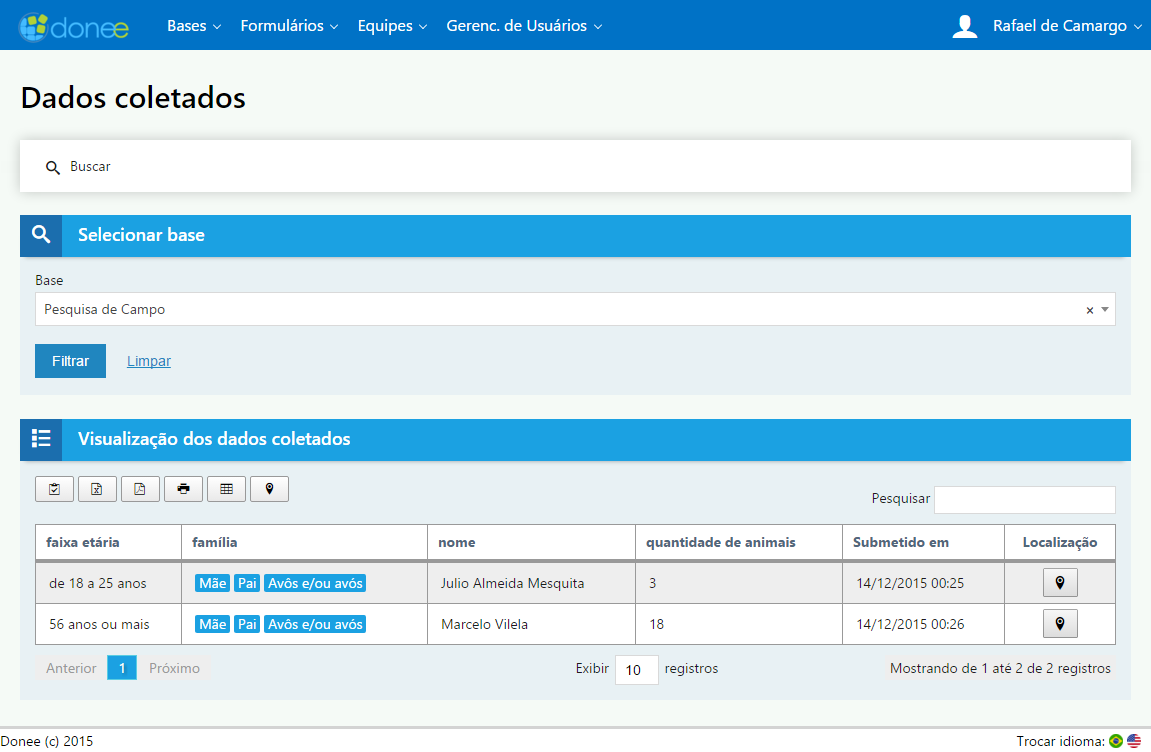 donee Bases Formulários Equipes Gerenc. de Usuários Rafael de Camargo
Dados coletados
Buscar
Selecionar base
Base
Pesquisa de Campo ×
Filtrar Limpar
Visualização dos dados coletados
Pesquisar
faixa etária família nome quantidade de animais Submetido em Localização
de 18 a 25 anos Mãe Pai Avôs e/ou avós Julio Almeida Mesquita 3 14/12/2015 00:25
56 anos ou mais Mãe Pai Avôs e/ou avós Marcelo Vilela 18 14/12/2015 00:26
Anterior 1 Próximo Exibir 10 registros Mostrando de 1 até 2 de 2 registros
Donee (c) 2015 Trocar idioma: